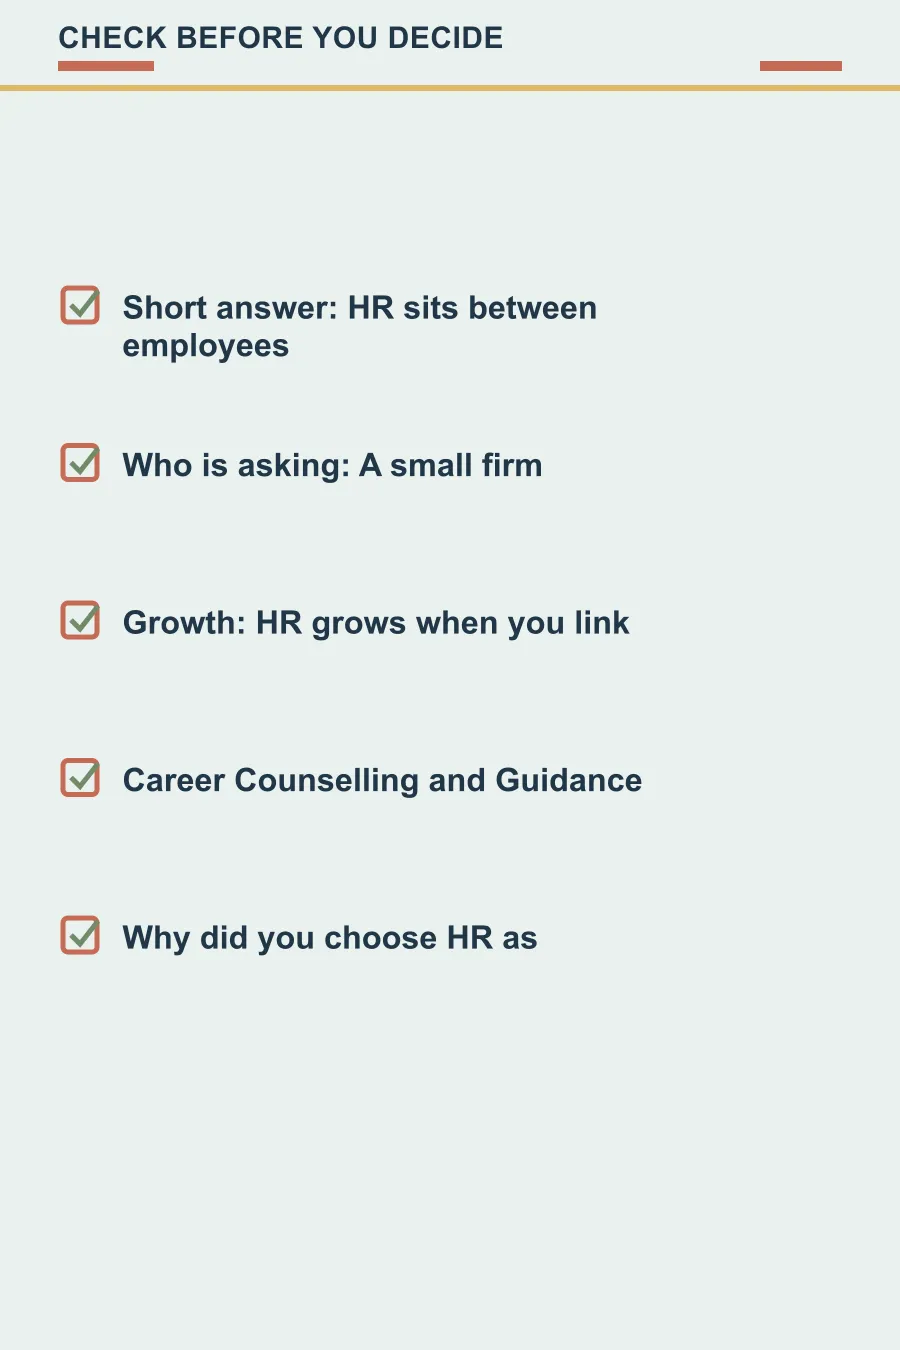 CHECK BEFORE YOU DECIDE
Short answer: HR sits between
employees
Who is asking: A small firm
Growth: HR grows when you link
Career Counselling and Guidance
Why did you choose HR as